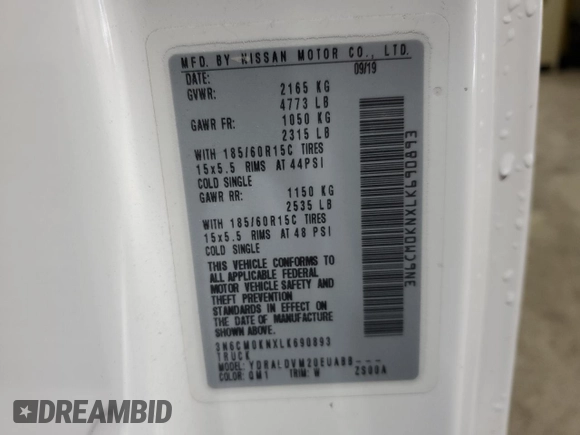 MFD. BY NISSAN MOTOR CO., LTD.
DATE: 09/19
GVWR: 2165 KG
4773 LB
GAWR FR: 1050 KG
2315 LB
WITH 185/60R15C TIRES
15x5.5 RIMS AT 44PSI
COLD SINGLE
GAWR RR: 1150 KG
2535 LB
WITH 185/60R15C TIRES
15x5.5 RIMS AT 48 PSI
COLD SINGLE
THIS VEHICLE CONFORMS TO
ALL APPLICABLE FEDERAL
MOTOR VEHICLE SAFETY AND
THEFT PREVENTION
STANDARDS IN EFFECT ON
THE DATE OF MANUFACTURE
SHOWN ABOVE.
3N6CM0KNXLK690893
TRUCK
MODEL: YDRALDVM20EUABB---
COLOR: QM1 TRIM: W 2S00A
3N6CM0KNXLK690893
DREAMBID